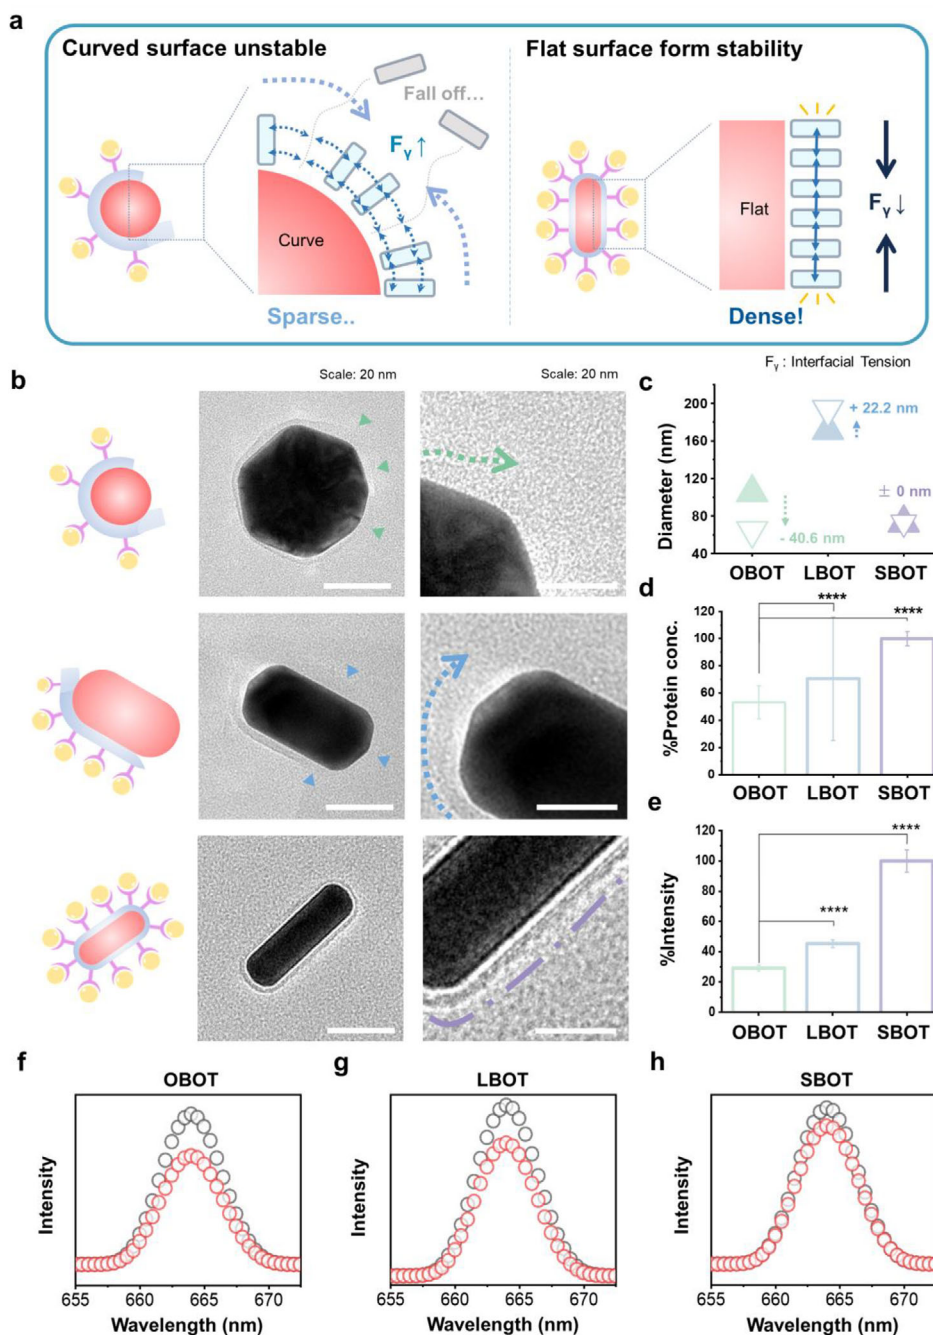 a
Curved surface unstable
Flat surface form stability
Fall off...
Fγ ↑
Curve
Flat
Fγ ↓
Sparse..
Dense!
Fγ : Interfacial Tension
b
Scale: 20 nm
Scale: 20 nm
c
Diameter (nm)
200
160
120
80
40
+ 22.2 nm
± 0 nm
- 40.6 nm
OBOT LBOT SBOT
d
%Protein conc.
120
100
80
60
40
20
0
****
****
OBOT LBOT SBOT
e
%Intensity
120
100
80
60
40
20
0
****
****
OBOT LBOT SBOT
f
OBOT
Intensity
655 660 665 670
Wavelength (nm)
g
LBOT
Intensity
655 660 665 670
Wavelength (nm)
h
SBOT
Intensity
655 660 665 670
Wavelength (nm)